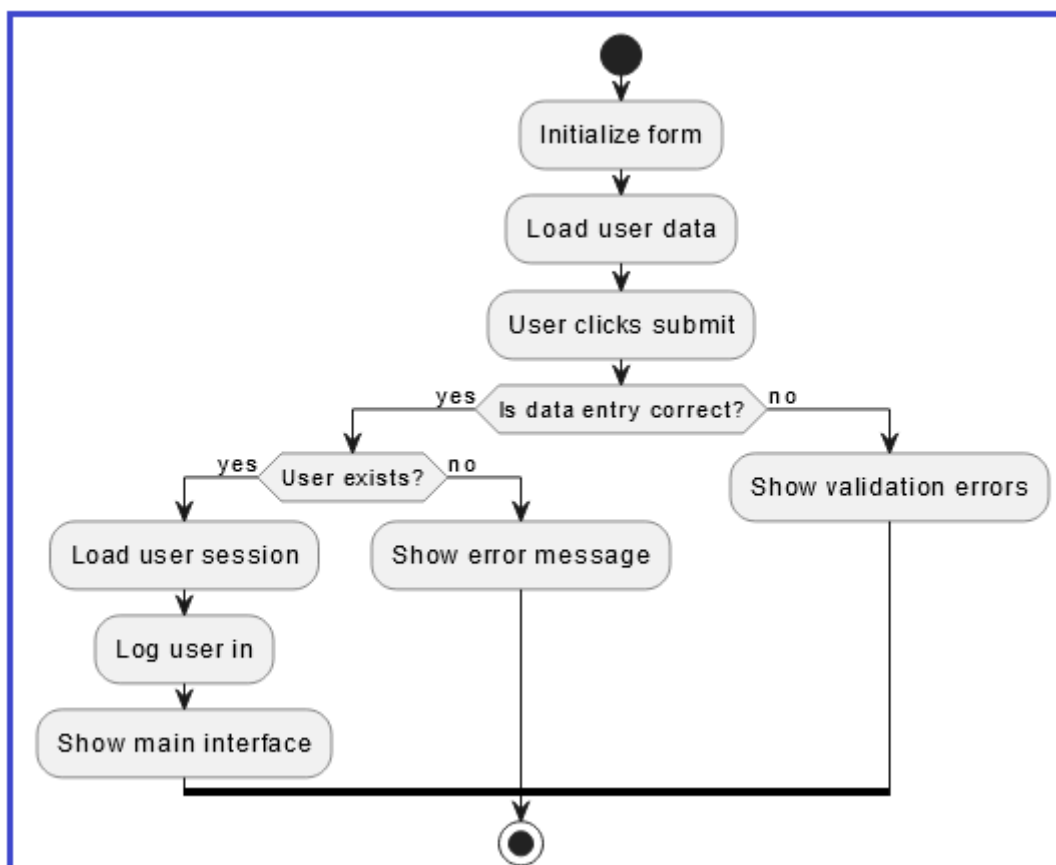 Initialize form
Load user data
User clicks submit
yes
Is data entry correct?
no
yes
User exists?
no
Show validation errors
Load user session
Show error message
Log user in
Show main interface